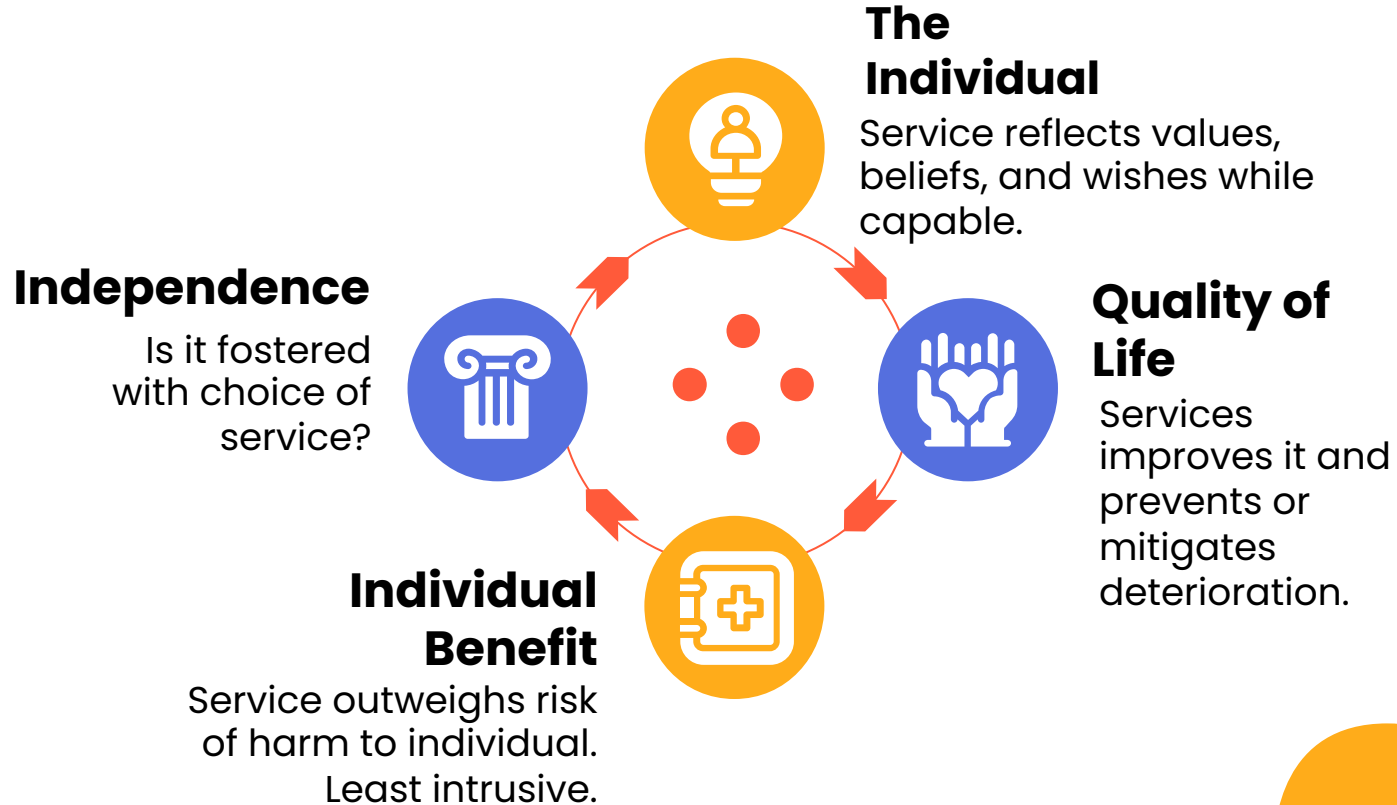 The
Individual
Service reflects values,
beliefs, and wishes while
capable.
Quality of
Life
Services
improves it and
prevents or
mitigates
deterioration.
Individual
Benefit
Service outweighs risk
of harm to individual.
Least intrusive.
Independence
Is it fostered
with choice of
service?